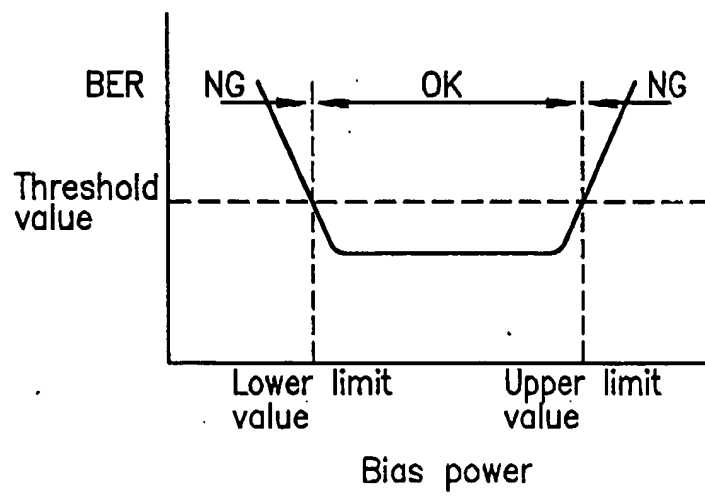 BER NG OK NG
Threshold
value
Lower limit Upper limit
value value
Bias power